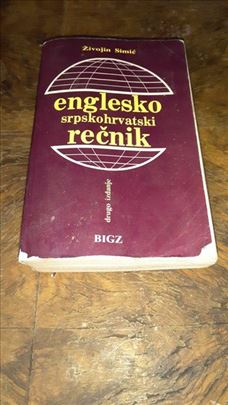 Živojin Simić
englesko
srpskohrvatski
rečnik
drugo izdanje
BIGZ